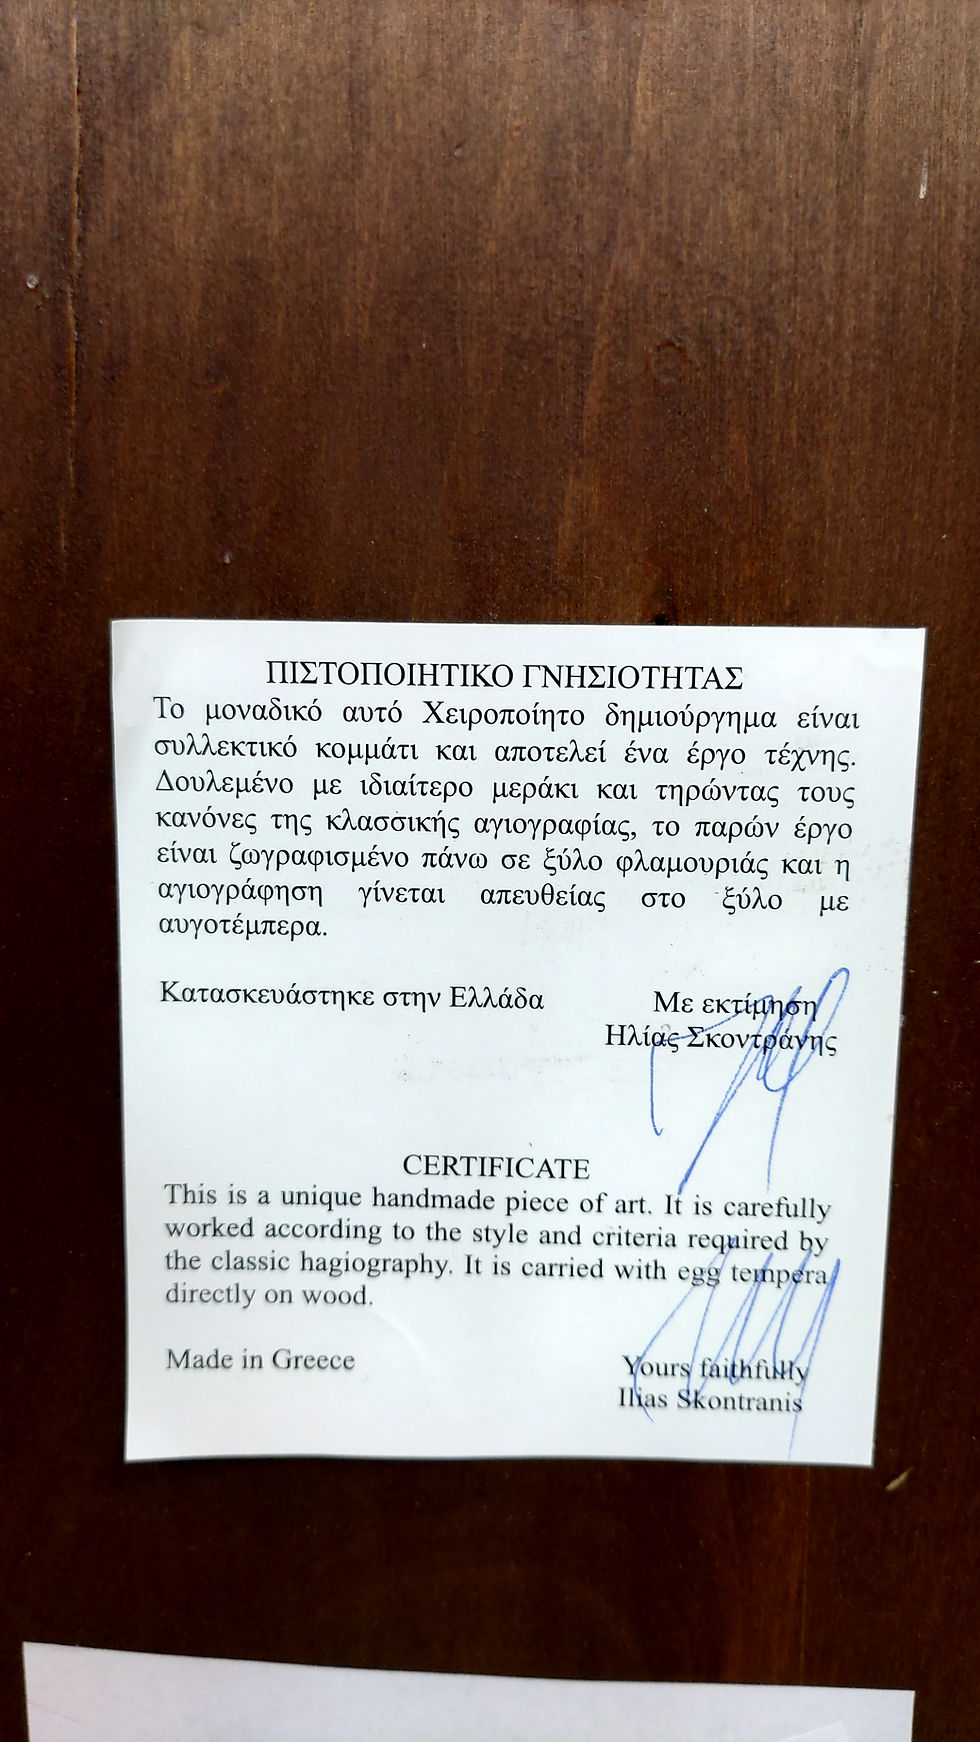 ΠΙΣΤΟΠΟΙΗΤΙΚΟ ΓΝΗΣΙΟΤΗΤΑΣ
Το μοναδικό αυτό Χειροποίητο δημιούργημα είναι
συλλεκτικό κομμάτι και αποτελεί ένα έργο τέχνης.
Δουλεμένο με ιδιαίτερο μεράκι και τηρώντας τους
κανόνες της κλασσικής αγιογραφίας, το παρών έργο
είναι ζωγραφισμένο πάνω σε ξύλο φλαμουριάς και η
αγιογράφηση γίνεται απευθείας στο ξύλο με
αυγοτέμπερα.
Κατασκευάστηκε στην Ελλάδα
Με εκτίμηση
Ηλίας Σκοντράνης
CERTIFICATE
This is a unique handmade piece of art. It is carefully
worked according to the style and criteria required by
the classic hagiography. It is carried with egg tempera
directly on wood.
Made in Greece
Yours faithfully
Ilias Skontranis